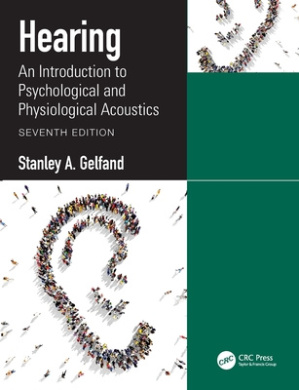 Hearing
An Introduction to
Psychological and
Physiological Acoustics
SEVENTH EDITION
Stanley A. Gelfand
CRC
CRC Press
Taylor & Francis Group